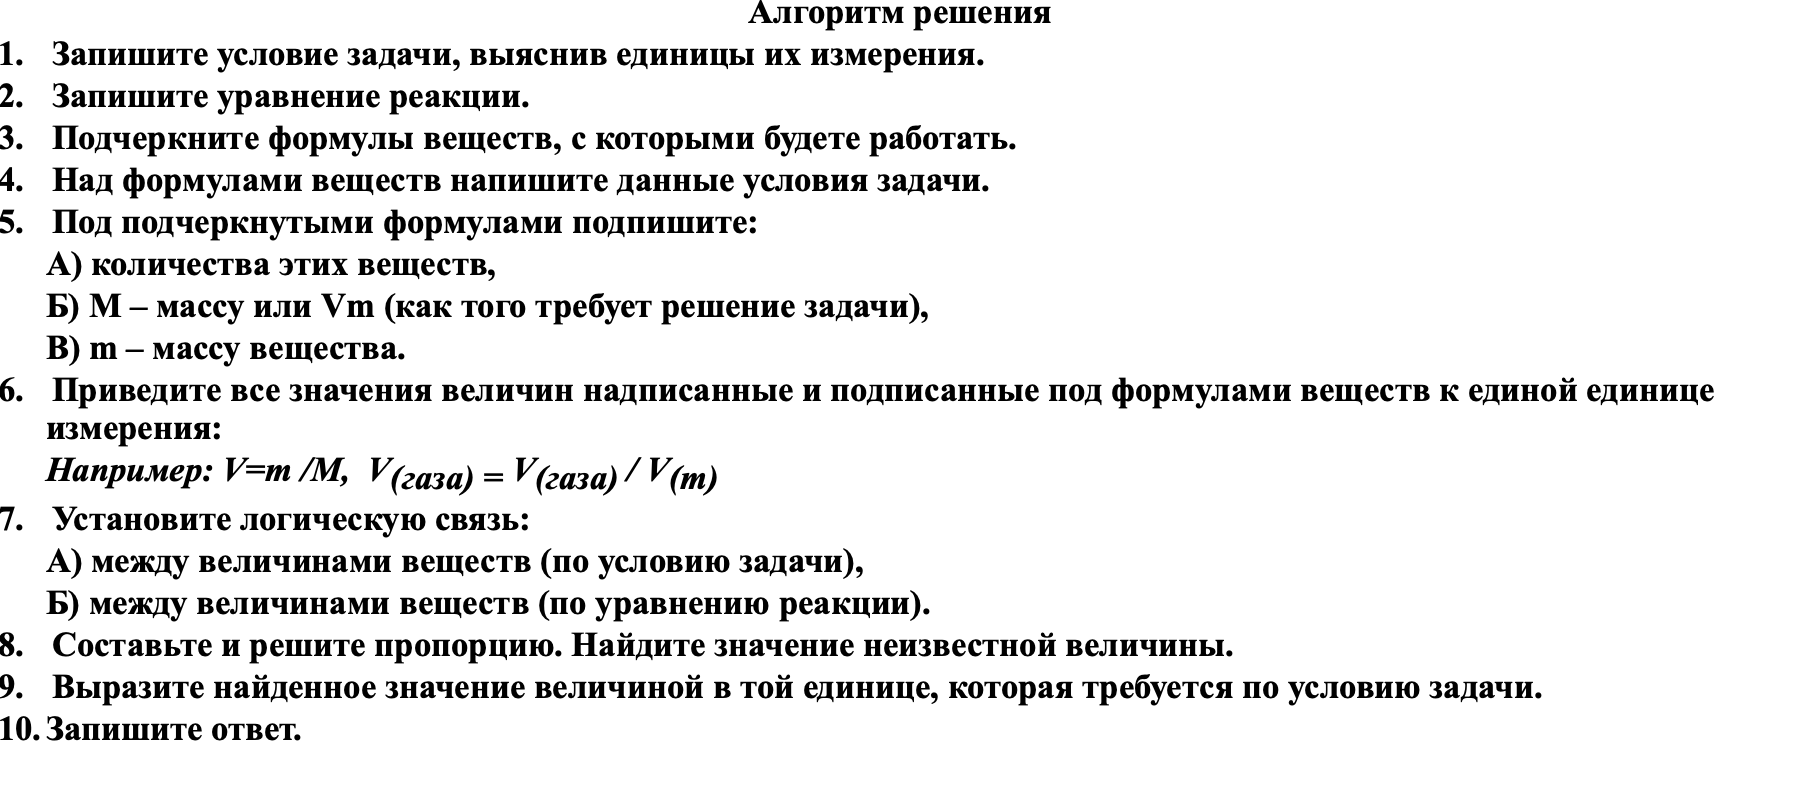 Алгоритм решения
1. Запишите условие задачи, выяснив единицы их измерения.
2. Запишите уравнение реакции.
3. Подчеркните формулы веществ, с которыми будете работать.
4. Над формулами веществ напишите данные условия задачи.
5. Под подчеркнутыми формулами подпишите:
А) количества этих веществ,
Б) М – массу или Vm (как того требует решение задачи),
В) m – массу вещества.
6. Приведите все значения величин надписанные и подписанные под формулами веществ к единой единице
измерения:
Например: V=m /M, V(газа) = V(газа) / V(m)
7. Установите логическую связь:
А) между величинами веществ (по условию задачи),
Б) между величинами веществ (по уравнению реакции).
8. Составьте и решите пропорцию. Найдите значение неизвестной величины.
9. Выразите найденное значение величиной в той единице, которая требуется по условию задачи.
10. Запишите ответ.